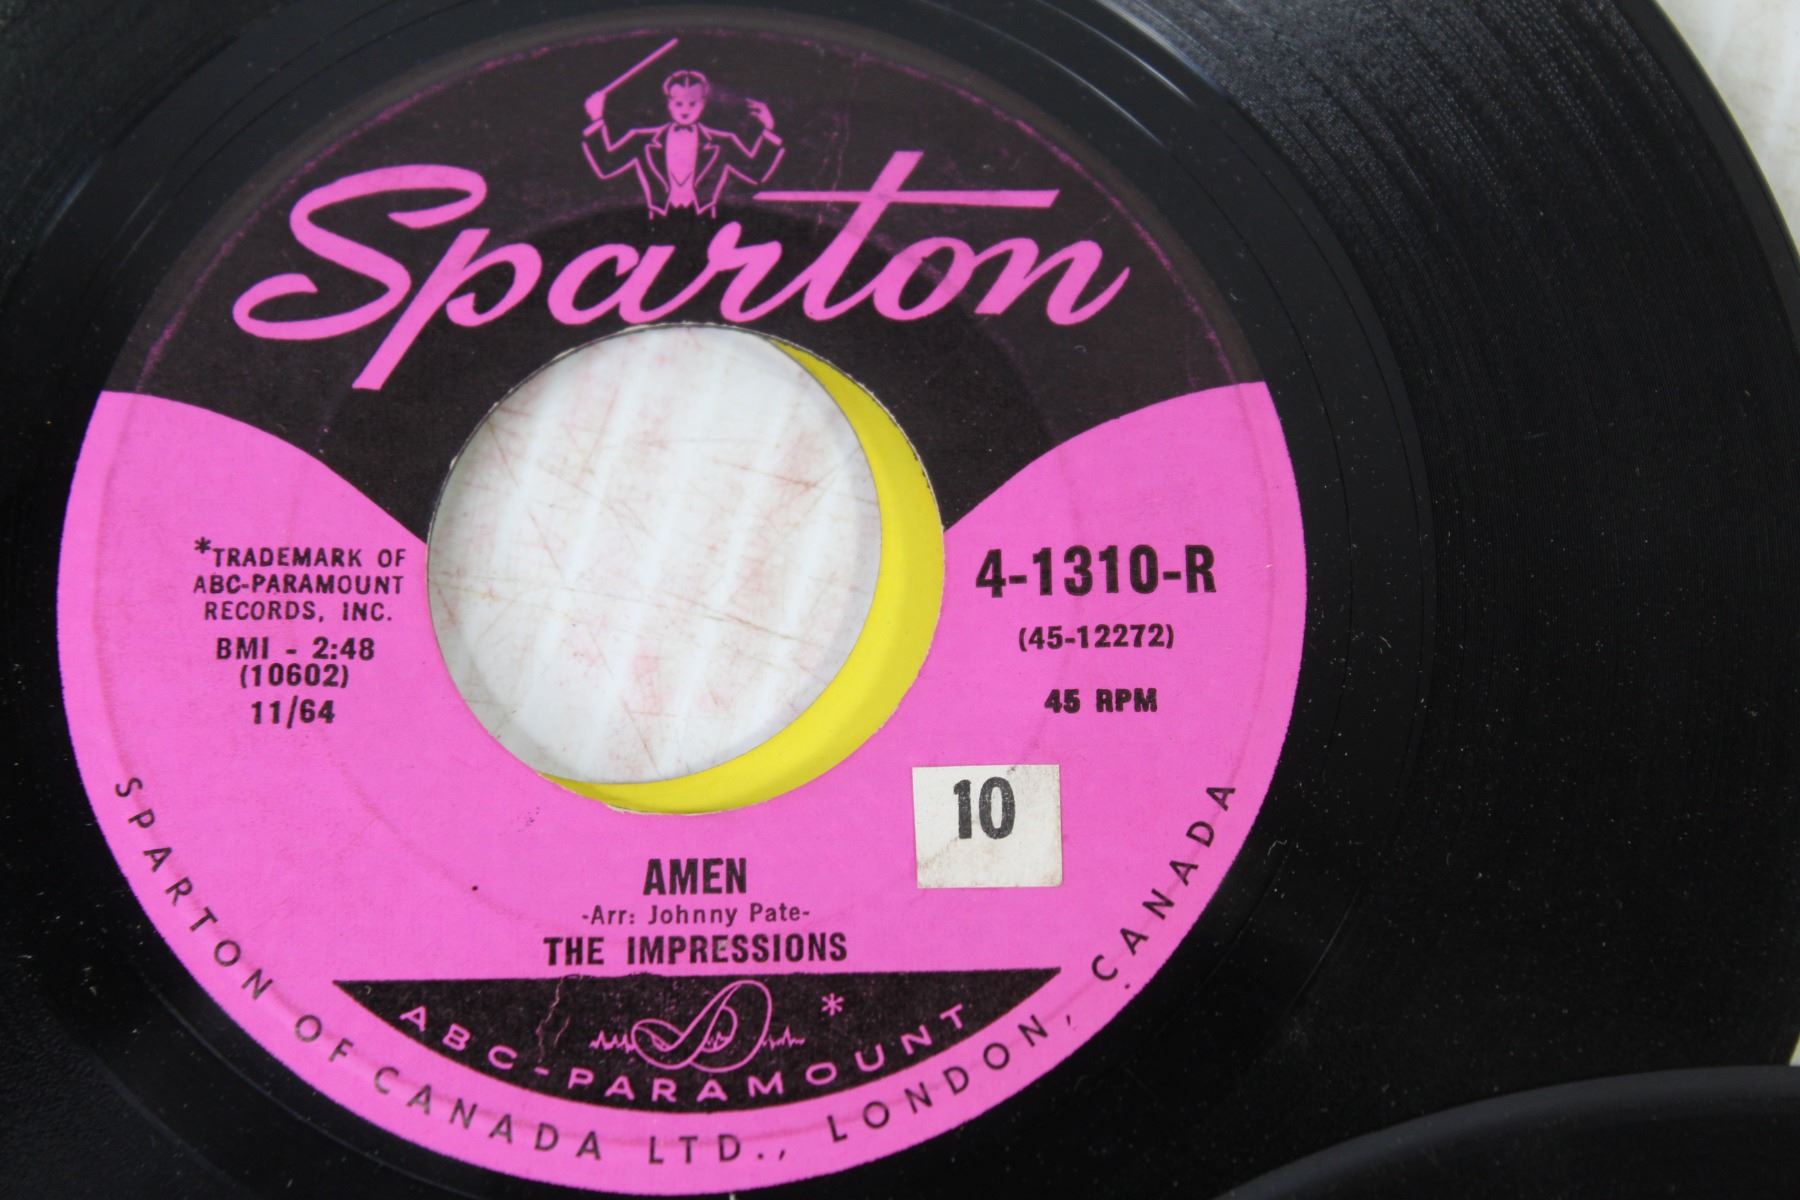 Sparton
*TRADEMARK OF
ABC-PARAMOUNT
RECORDS, INC.
BMI - 2:48
(10602)
11/64
4-1310-R
(45-12272)
45 RPM
10
AMEN
-Arr: Johnny Pate-
THE IMPRESSIONS
*
ABC-PARAMOUNT
SPARTON OF CANADA LTD., LONDON, CANADA